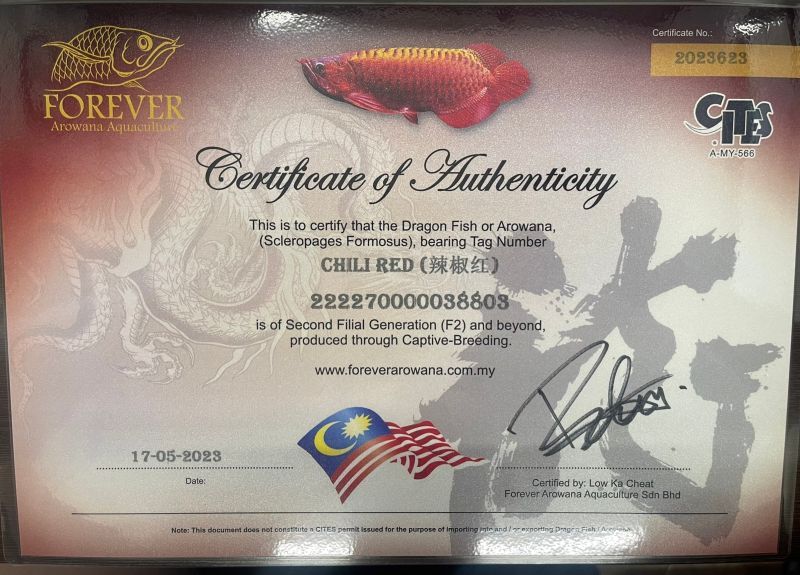 FOREVER
Arowana Aquaculture
Certificate No.:
2023623
CITES
A-MY-566
Certificate of Authenticity
This is to certify that the Dragon Fish or Arowana,
(Scleropages Formosus), bearing Tag Number
CHILI RED (辣椒红)
222270000038803
is of Second Filial Generation (F2) and beyond,
produced through Captive-Breeding.
www.foreverarowana.com.my
17-05-2023
Date:
Certified by: Low Ka Cheat
Forever Arowana Aquaculture Sdn Bhd
Note: This document does not constitute a CITES permit issued for the purpose of importing into and / or exporting Dragon Fish / Arowana.